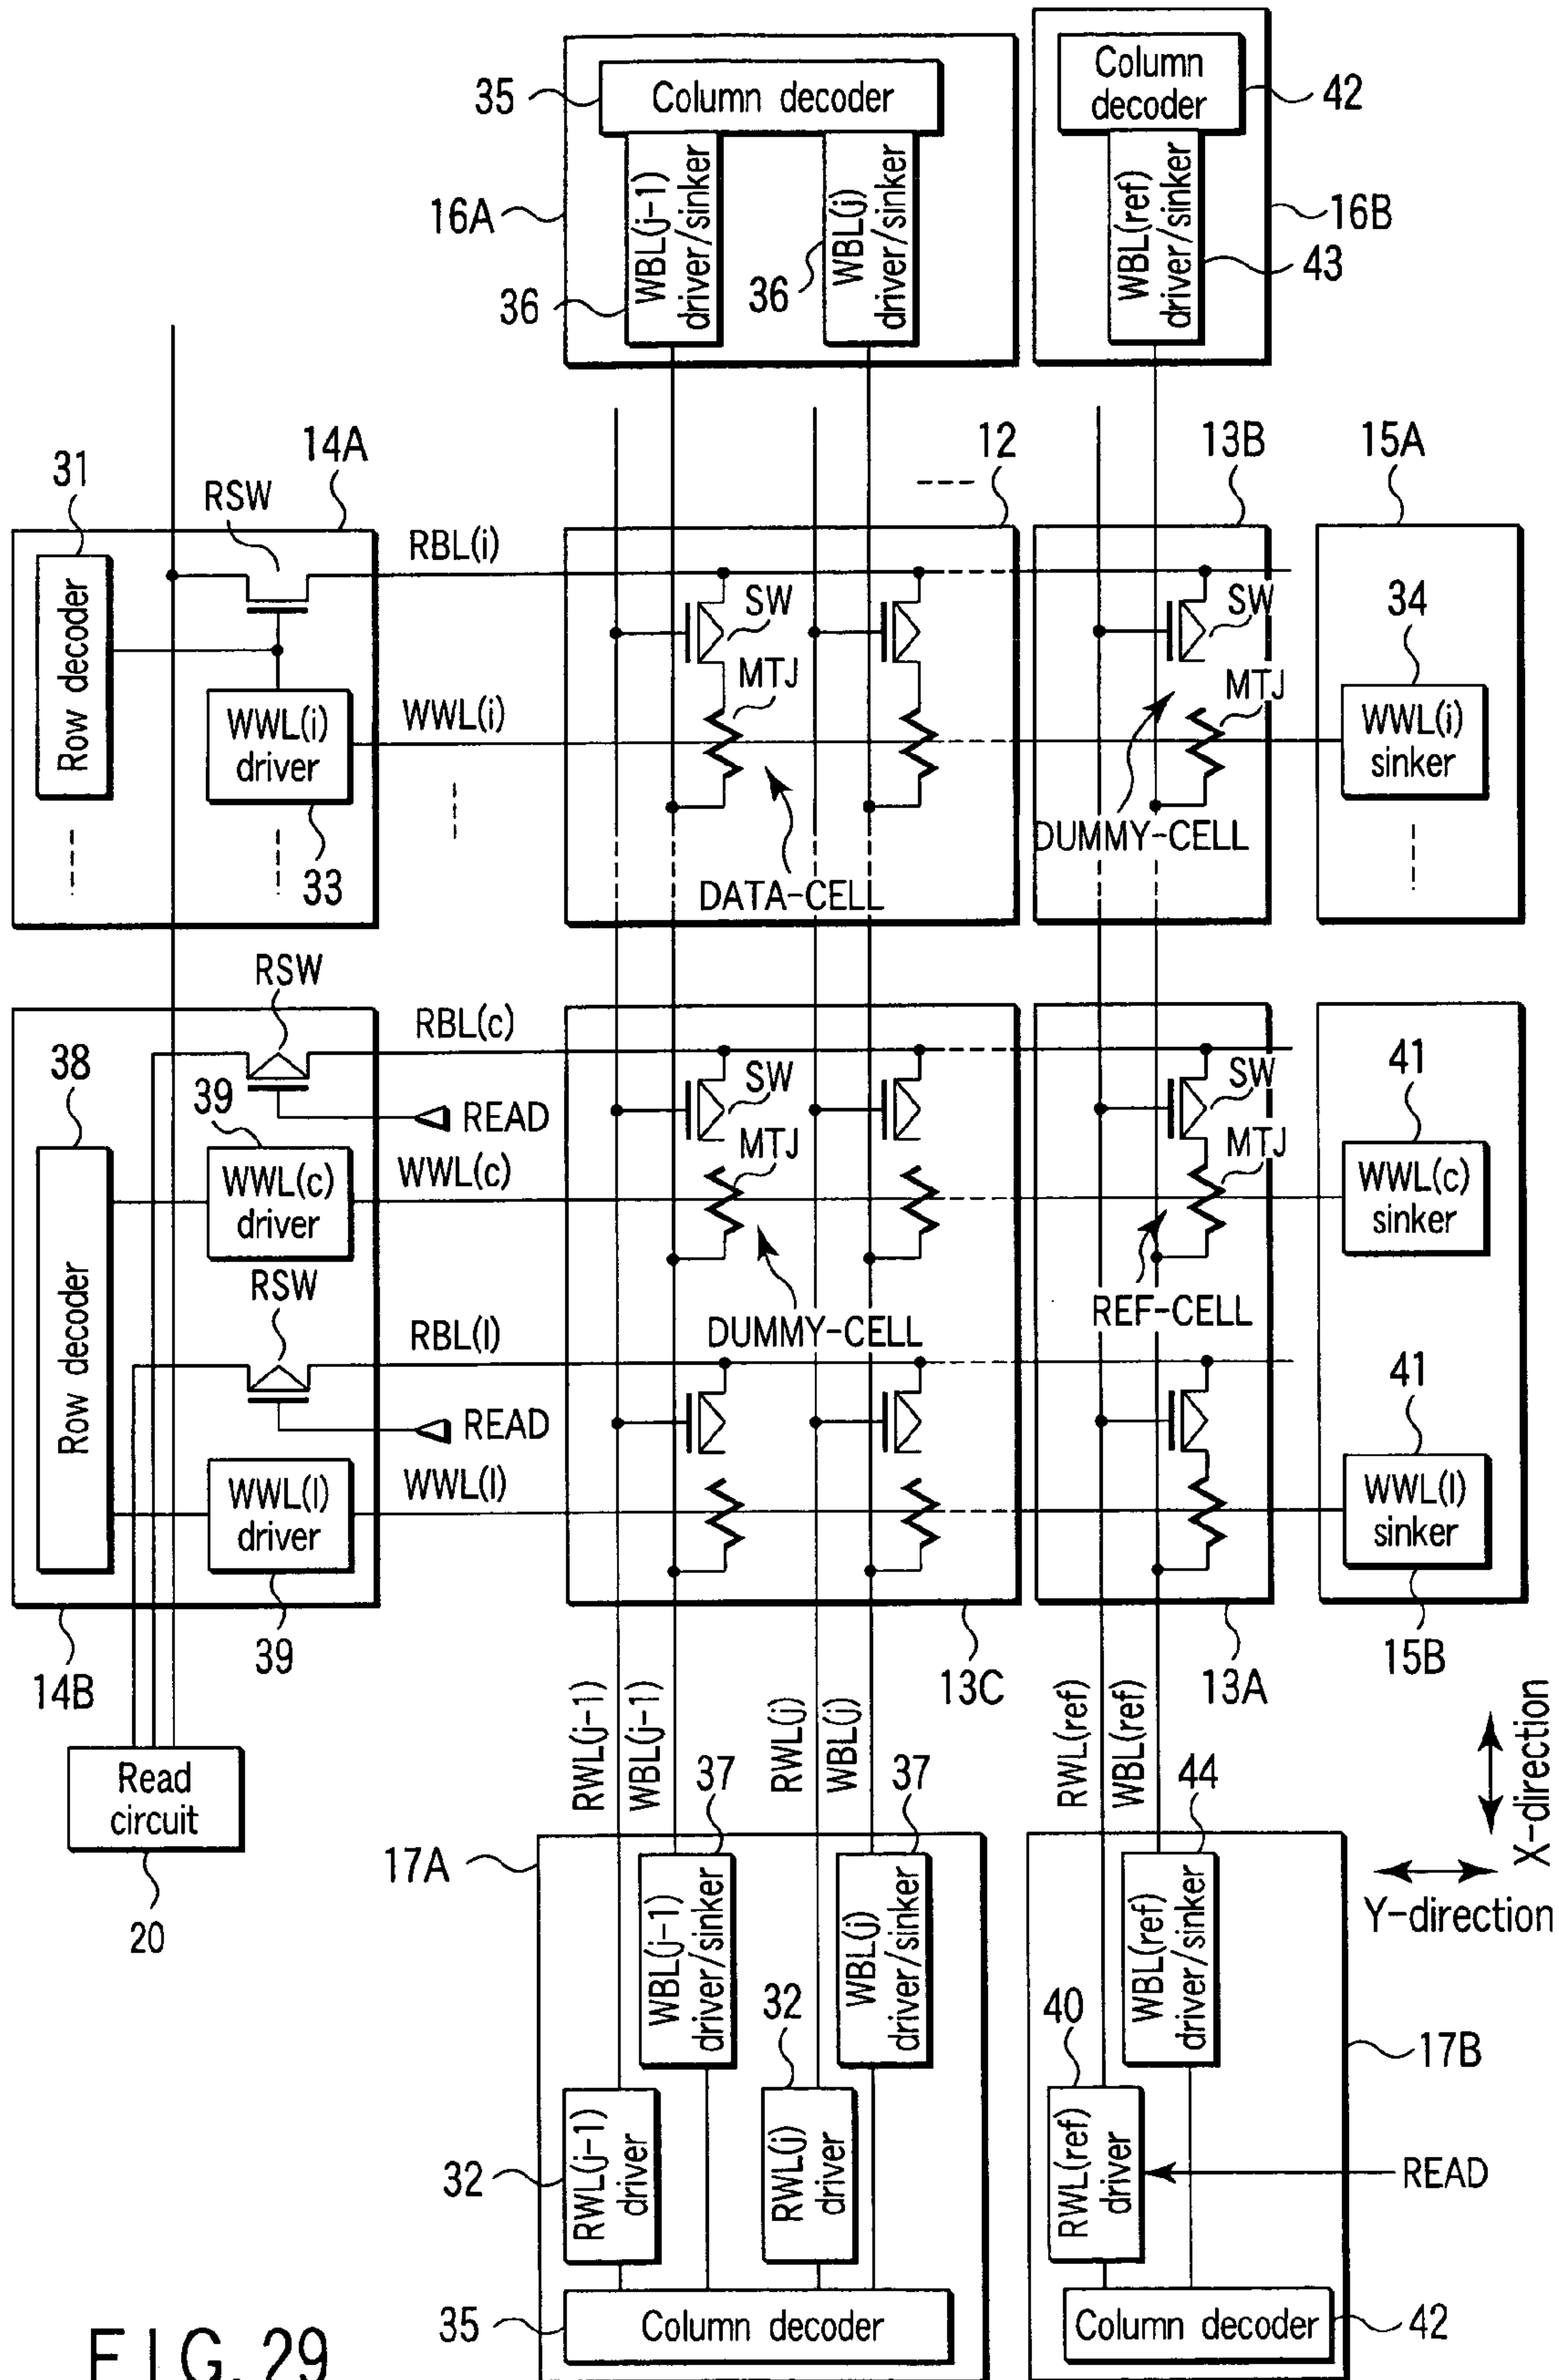 Column decoder
35
Column
decoder
42
WBL(j-1)
driver/sinker
WBL(j)
driver/sinker
WBL(ref)
driver/sinker
16A
16B
36
36
43
14A
12
13B
15A
31
RSW
RBL(i)
SW
SW
34
Row decoder
MTJ
MTJ
WWL(i)
driver
WWL(i)
WWL(i)
sinker
33
DATA-CELL
DUMMY-CELL
RSW
RBL(c)
38
39
SW
SW
41
READ
MTJ
MTJ
WWL(c)
driver
WWL(c)
WWL(c)
sinker
Row decoder
RSW
RBL(l)
DUMMY-CELL
REF-CELL
41
READ
WWL(l)
driver
WWL(l)
WWL(l)
sinker
14B
39
13C
13A
15B
RWL(j-1)
WBL(j-1)
RWL(j)
WBL(j)
RWL(ref)
WBL(ref)
X-direction
Y-direction
Read
circuit
20
17A
37
37
44
WBL(j-1)
driver/sinker
WBL(j)
driver/sinker
WBL(ref)
driver/sinker
17B
32
32
40
RWL(j-1)
driver
RWL(j)
driver
RWL(ref)
driver
READ
35
Column decoder
Column decoder
42
FIG. 29